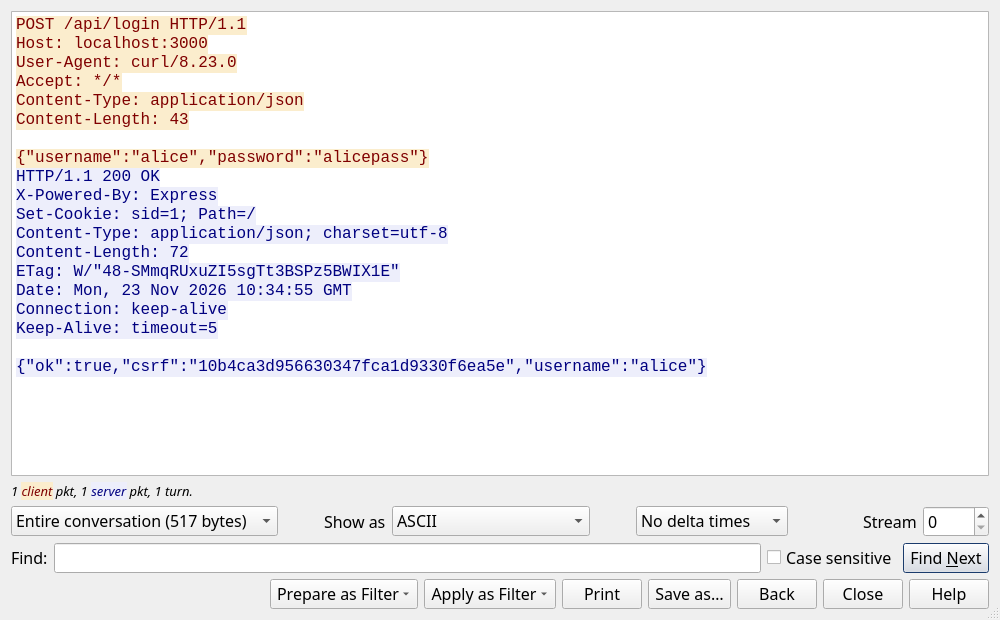 POST /api/login HTTP/1.1
Host: localhost:3000
User-Agent: curl/8.23.0
Accept: */*
Content-Type: application/json
Content-Length: 43
{"username":"alice","password":"alicepass"}
HTTP/1.1 200 OK
X-Powered-By: Express
Set-Cookie: sid=1; Path=/
Content-Type: application/json; charset=utf-8
Content-Length: 72
ETag: W/"48-SMmqRUxuZI5sgTt3BSPz5BWIX1E"
Date: Mon, 23 Nov 2026 10:34:55 GMT
Connection: keep-alive
Keep-Alive: timeout=5
{"ok":true,"csrf":"10b4ca3d956630347fca1d9330f6ea5e","username":"alice"}
1 client pkt, 1 server pkt, 1 turn.
Entire conversation (517 bytes) Show as ASCII No delta times Stream 0
Find: Case sensitive Find Next
Prepare as Filter Apply as Filter Print Save as... Back Close Help